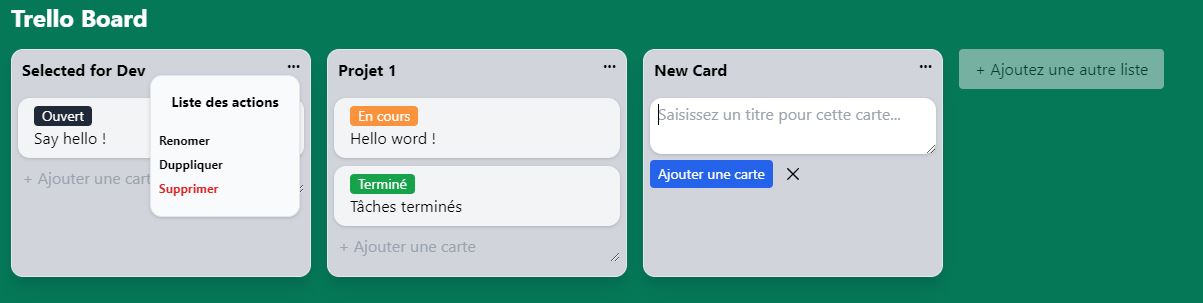 Trello Board
Selected for Dev
...
Liste des actions
Renomer
Duppliquer
Supprimer
Ouvert
Say hello !
+ Ajouter une cart
Projet 1
...
En cours
Hello word !
Terminé
Tâches terminés
+ Ajouter une carte
New Card
...
Saisissez un titre pour cette carte...
Ajouter une carte
+ Ajoutez une autre liste